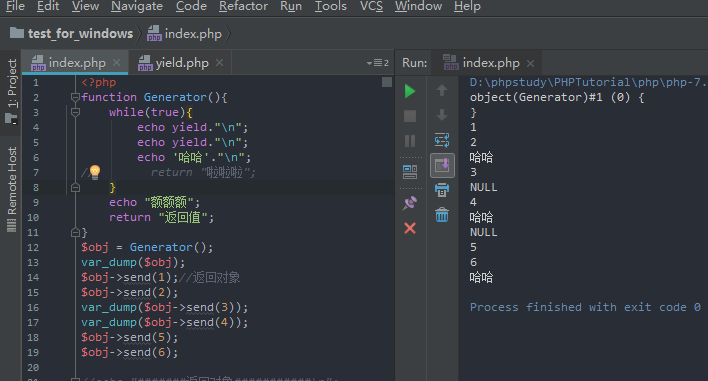 File Edit View Navigate Code Refactor Run Tools VCS Window Help
test_for_windows index.php
index.php yield.php 2
1: Project
Remote Host
1 <?php
2 function Generator(){
3 while(true){
4 echo yield."\n";
5 echo yield."\n";
6 echo '哈哈'."\n";
7 / return "啦啦啦";
8 }
9 echo "额额额";
10 return "返回值";
11 }
12 $obj = Generator();
13 var_dump($obj);
14 $obj->send(1);//返回对象
15 $obj->send(2);
16 var_dump($obj->send(3));
17 var_dump($obj->send(4));
18 $obj->send(5);
19 $obj->send(6);
20
Run: index.php
D:\phpstudy\PHPTutorial\php\php-7.
object(Generator)#1 (0) {
}
1
2
哈哈
3
NULL
4
哈哈
NULL
5
6
哈哈
Process finished with exit code 0